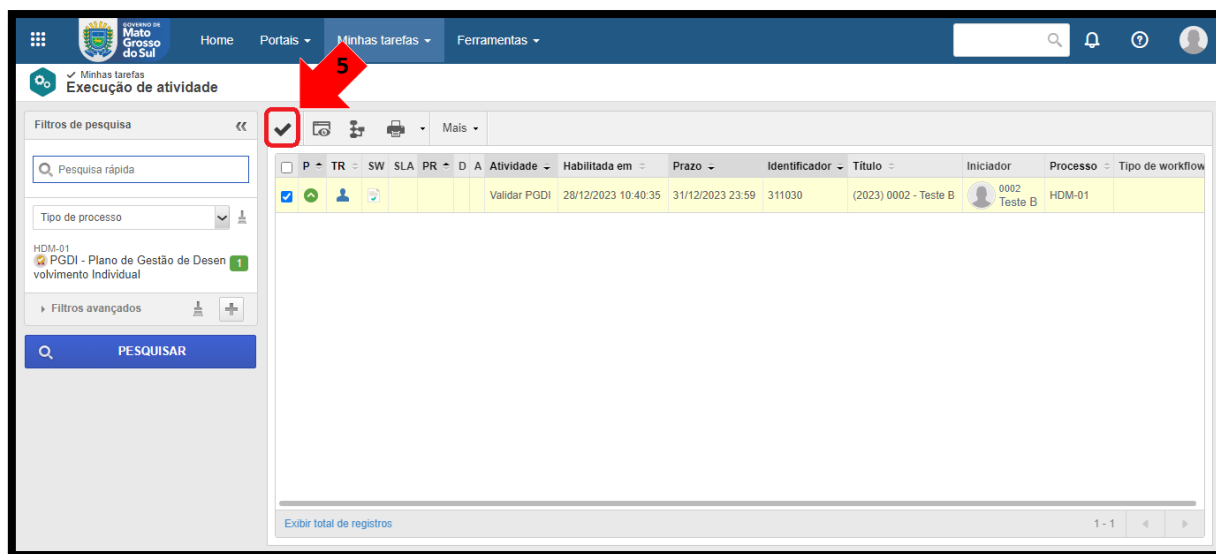 GOVERNO DE
Mato
Grosso
do Sul
Home
Portais
Minhas tarefas
Ferramentas
5
Minhas tarefas
Execução de atividade
Filtros de pesquisa
Mais
Pesquisa rápida
P TR SW SLA PR D A Atividade Habilitada em Prazo Identificador Título Iniciador Processo Tipo de workflow
Validar PGDI 28/12/2023 10:40:35 31/12/2023 23:59 311030 (2023) 0002 - Teste B 0002 HDM-01
Teste B
Tipo de processo
HDM-01
PGDI - Plano de Gestão de Desen 1
volvimento Individual
Filtros avançados
PESQUISAR
Exibir total de registros
1 - 1